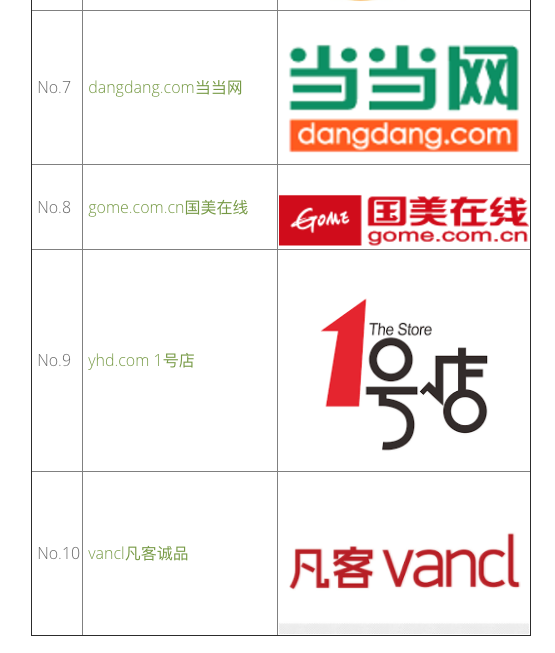 No.7
dangdang.com当当网
当当网
dangdang.com
No.8
gome.com.cn国美在线
GOME
国美在线
gome.com.cn
No.9
yhd.com 1号店
The Store
1号店
No.10
vancl凡客诚品
凡客 vancl